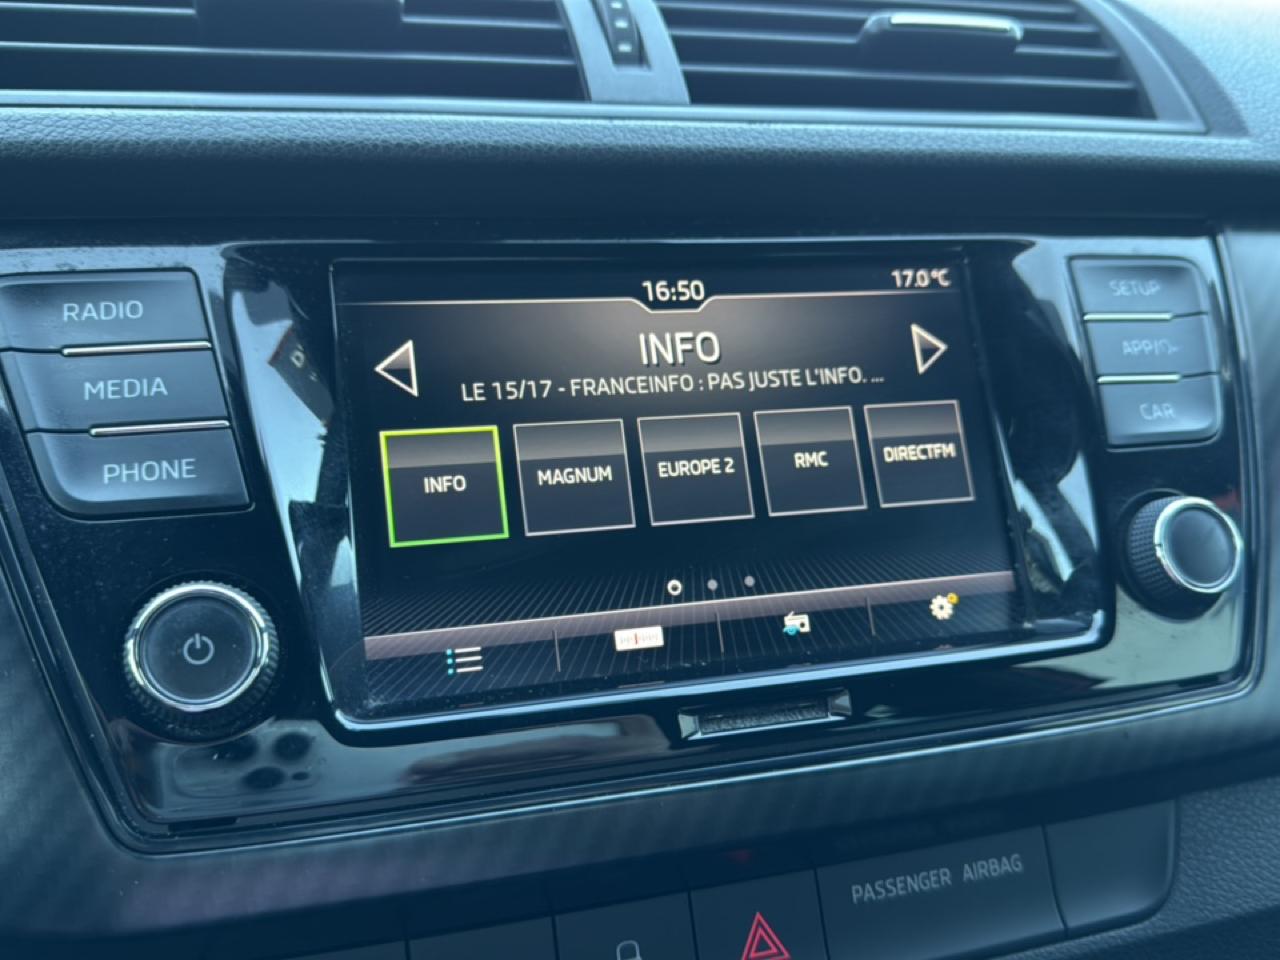 16:50
17.0°C
INFO
LE 15/17 - FRANCEINFO : PAS JUSTE L'INFO. ...
INFO
MAGNUM
EUROPE 2
RMC
DIRECTFM
RADIO
MEDIA
PHONE
SETUP
CAR
PASSENGER AIRBAG